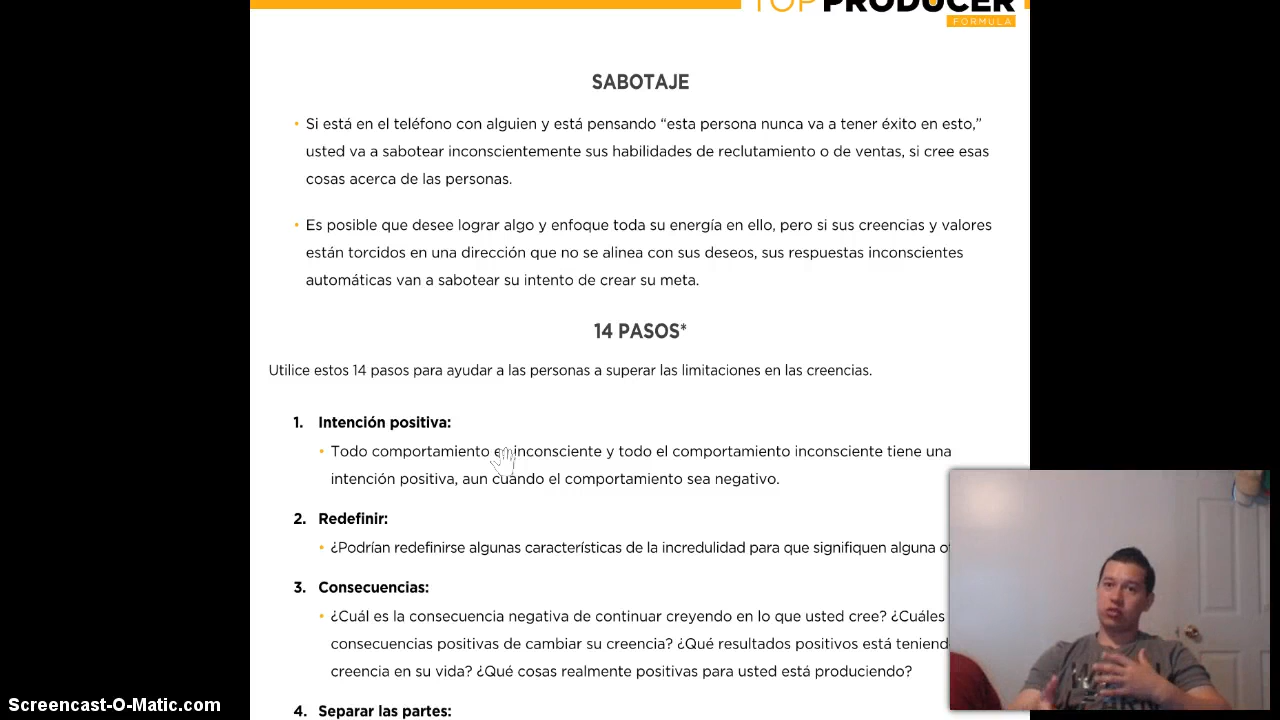 TOP PRODUCER
FORMULA
SABOTAJE
• Si está en el teléfono con alguien y está pensando “esta persona nunca va a tener éxito en esto,”
usted va a sabotear inconscientemente sus habilidades de reclutamiento o de ventas, si cree esas
cosas acerca de las personas.
• Es posible que desee lograr algo y enfoque toda su energía en ello, pero si sus creencias y valores
están torcidos en una dirección que no se alinea con sus deseos, sus respuestas inconscientes
automáticas van a sabotear su intento de crear su meta.
14 PASOS*
Utilice estos 14 pasos para ayudar a las personas a superar las limitaciones en las creencias.
1. Intención positiva:
• Todo comportamiento inconsciente y todo el comportamiento inconsciente tiene una
intención positiva, aun cuando el comportamiento sea negativo.
2. Redefinir:
• ¿Podrían redefinirse algunas características de la incredulidad para que signifiquen alguna
3. Consecuencias:
• ¿Cuál es la consecuencia negativa de continuar creyendo en lo que usted cree? ¿Cuáles
consecuencias positivas de cambiar su creencia? ¿Qué resultados positivos está
creencia en su vida? ¿Qué cosas realmente positivas para usted está produciendo?
4. Separar las partes:
Screencast-O-Matic.com